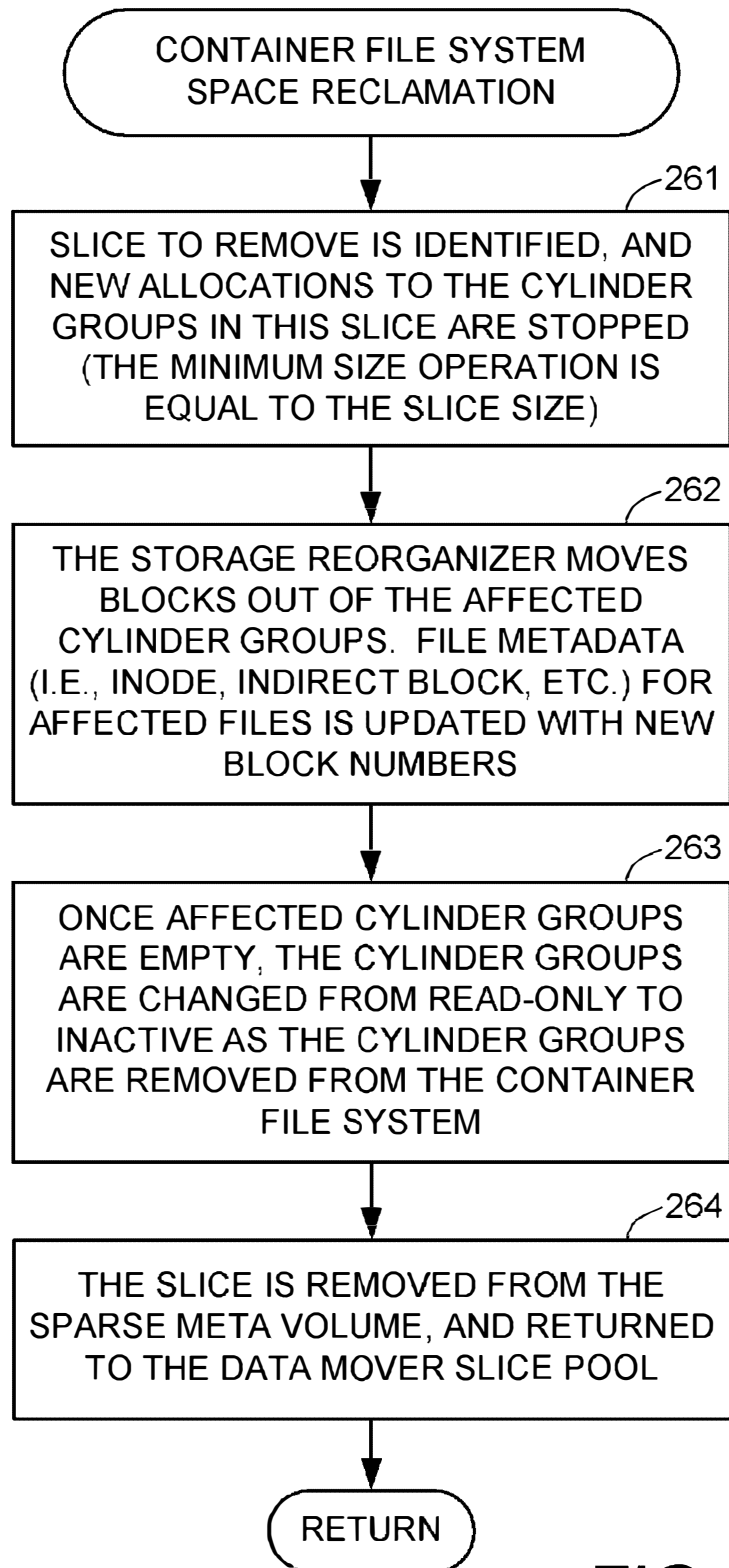 CONTAINER FILE SYSTEM
SPACE RECLAMATION
261
SLICE TO REMOVE IS IDENTIFIED, AND
NEW ALLOCATIONS TO THE CYLINDER
GROUPS IN THIS SLICE ARE STOPPED
(THE MINIMUM SIZE OPERATION IS
EQUAL TO THE SLICE SIZE)
262
THE STORAGE REORGANIZER MOVES
BLOCKS OUT OF THE AFFECTED
CYLINDER GROUPS. FILE METADATA
(I.E., INODE, INDIRECT BLOCK, ETC.) FOR
AFFECTED FILES IS UPDATED WITH NEW
BLOCK NUMBERS
263
ONCE AFFECTED CYLINDER GROUPS
ARE EMPTY, THE CYLINDER GROUPS
ARE CHANGED FROM READ-ONLY TO
INACTIVE AS THE CYLINDER GROUPS
ARE REMOVED FROM THE CONTAINER
FILE SYSTEM
264
THE SLICE IS REMOVED FROM THE
SPARSE META VOLUME, AND RETURNED
TO THE DATA MOVER SLICE POOL
RETURN